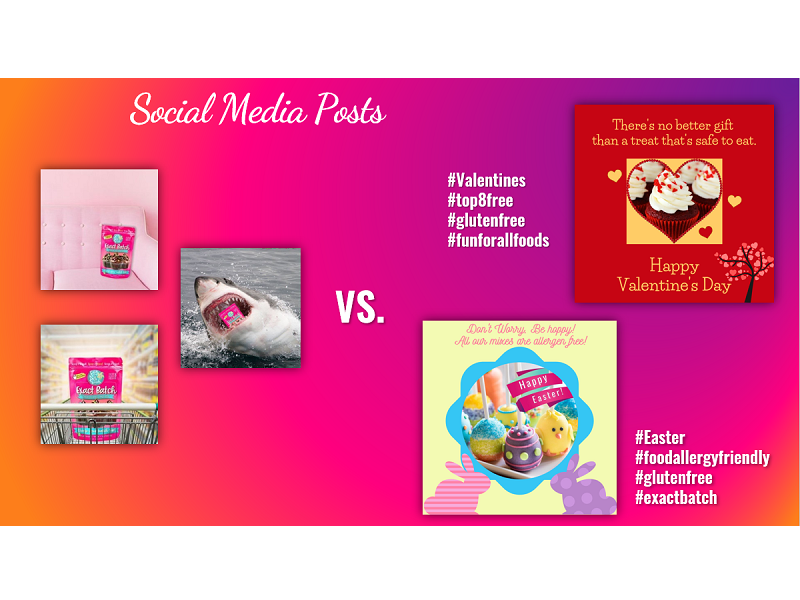 Social Media Posts
Exact Batch
Exact Batch
VS.
#Valentines
#top8free
#glutenfree
#funforallfoods
There's no better gift
than a treat that's safe to eat.
Happy
Valentine's Day
Don't Worry, Be hoppy!
All our mixes are allergen free!
Happy
Easter!
#Easter
#foodallergyfriendly
#glutenfree
#exactbatch